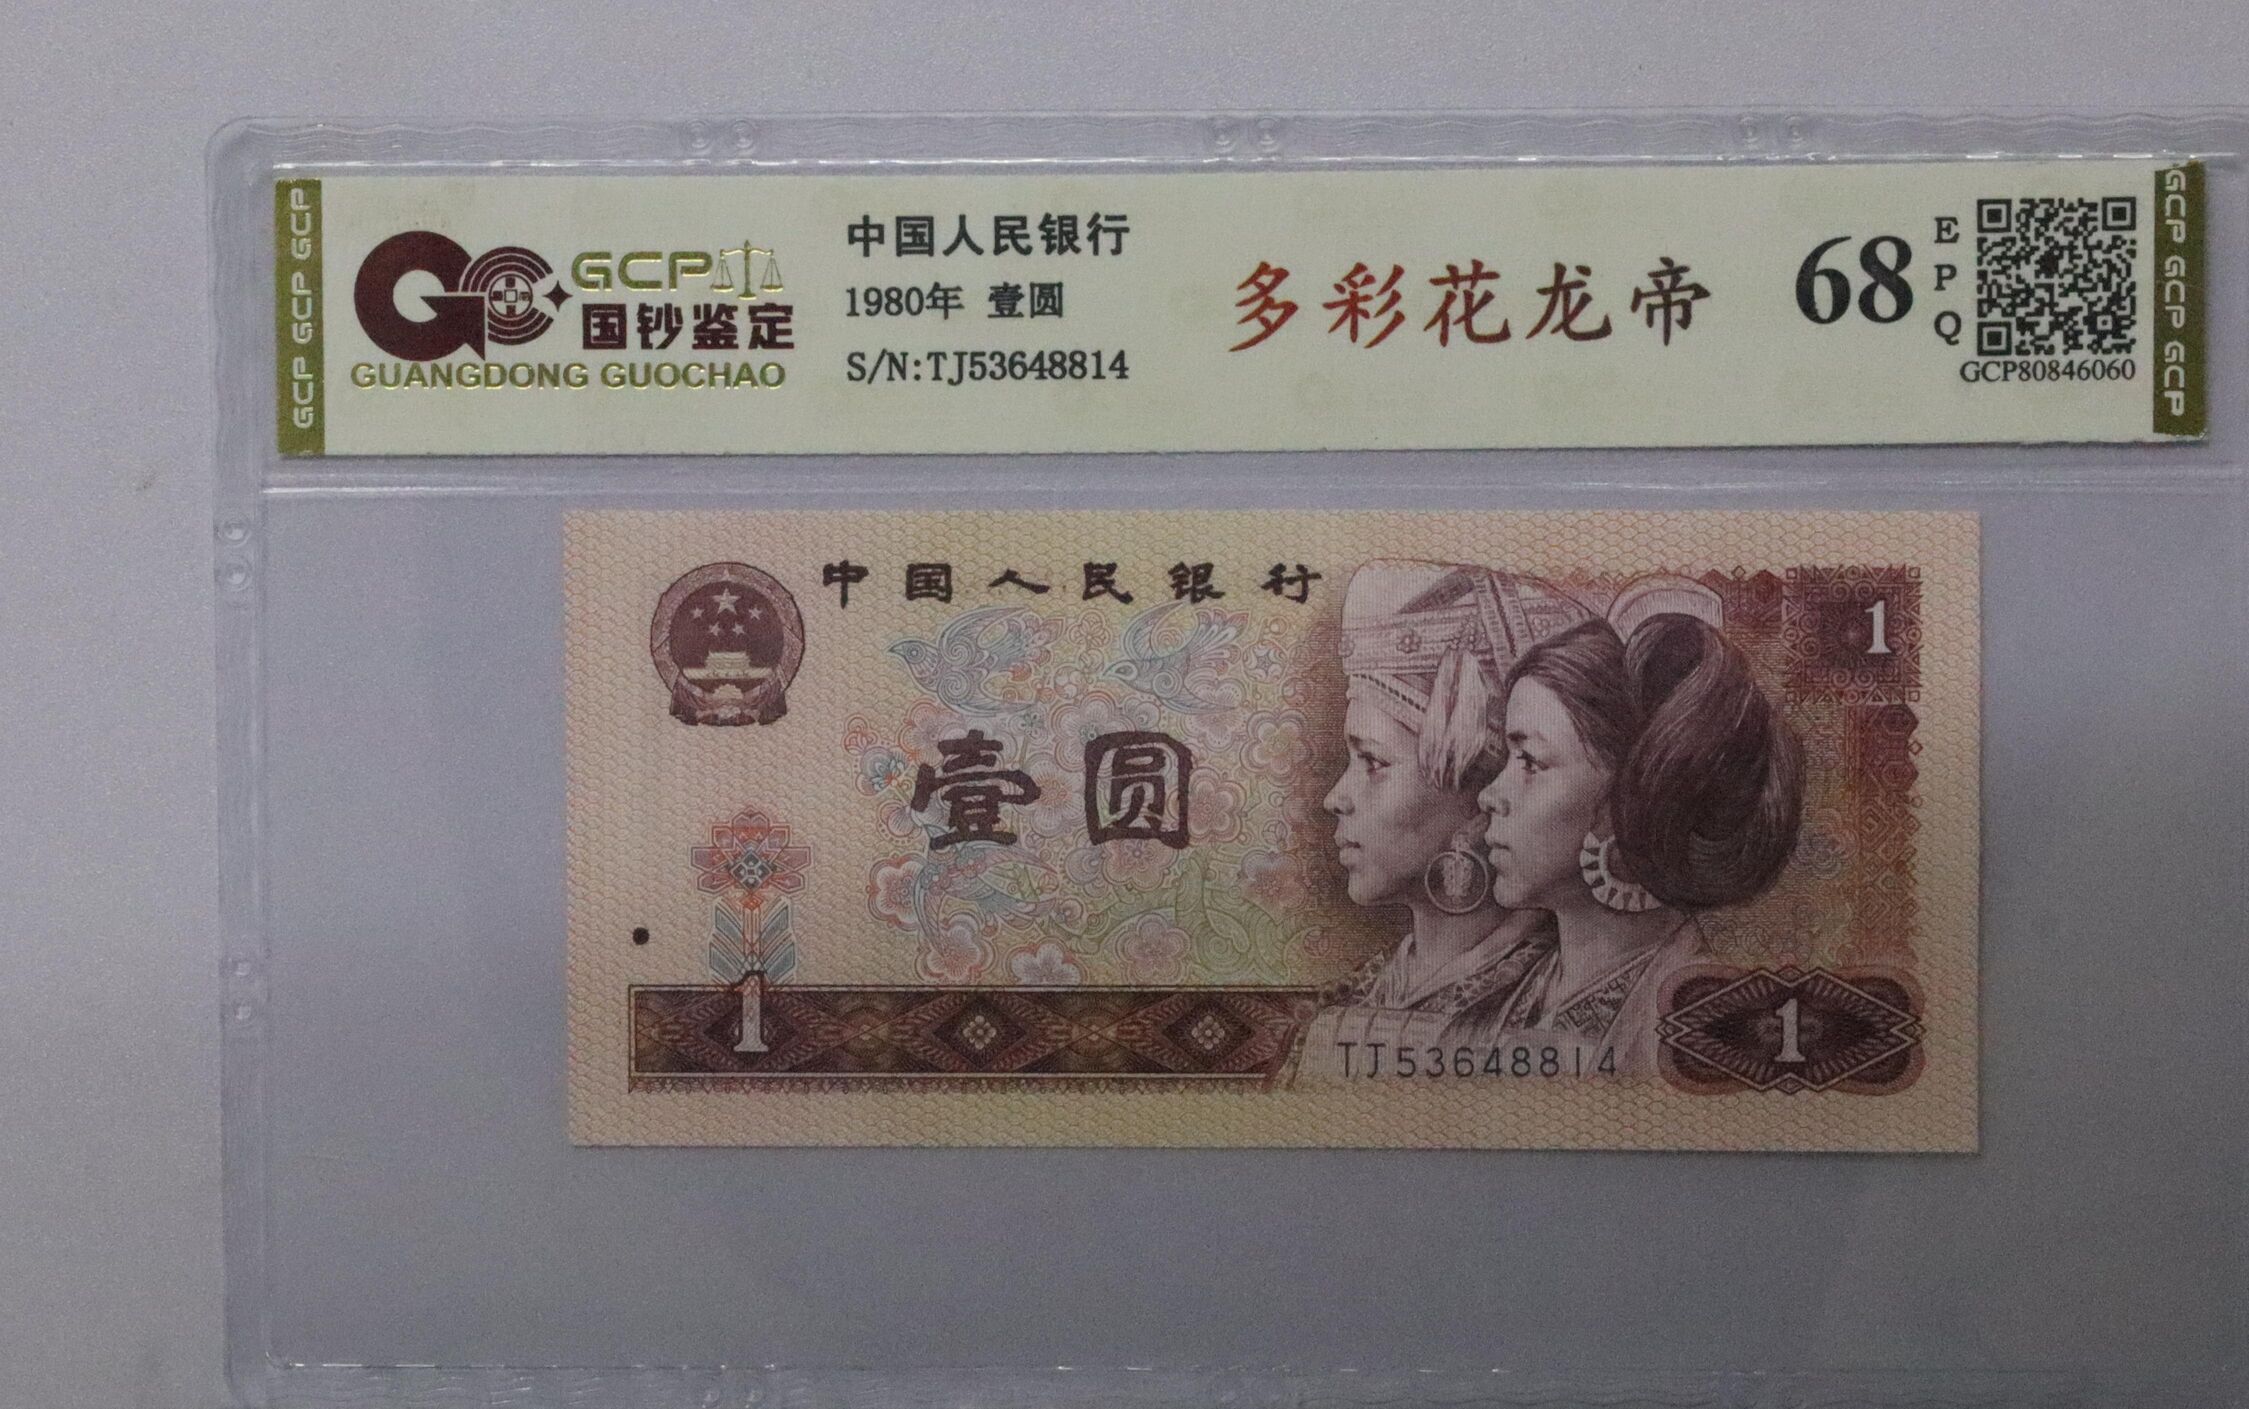 GCP GCP GCP
GCP
国钞鉴定
GUANGDONG GUOCHAO
中国人民银行
1980年 壹圆
S/N:TJ53648814
多彩花龙帝
68
E
P
Q
GCP80846060
GCP GCP GCP
中国人民银行
1
壹圆
1
TJ53648814
1